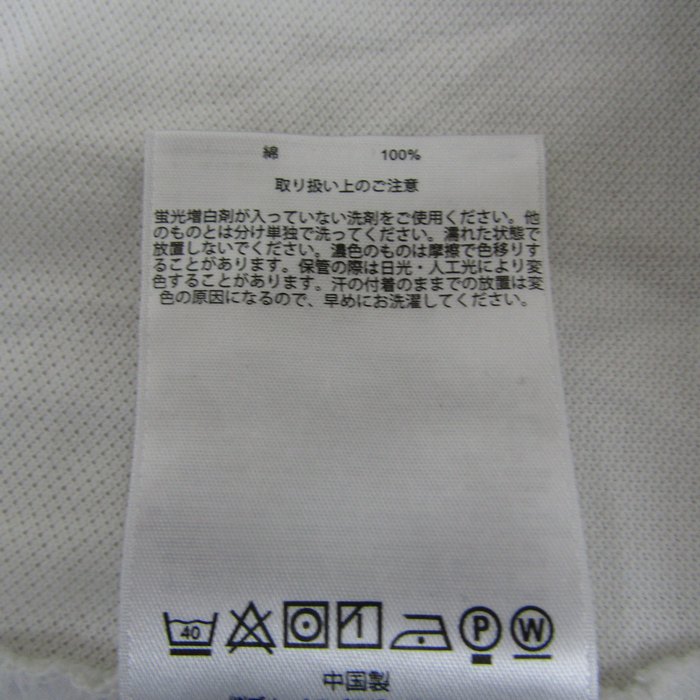 綿 100%
取り扱い上のご注意
蛍光増白剤が入っていない洗剤をご使用ください。他
のものとは分け単独で洗ってください。濡れた状態で
放置しないでください。濃色のものは摩擦で色移りす
ることがあります。保管の際は日光・人工光により変
色することがあります。汗の付着のままでの放置は変
色の原因になるので、早めにお洗濯してください。
40
P W
中国製